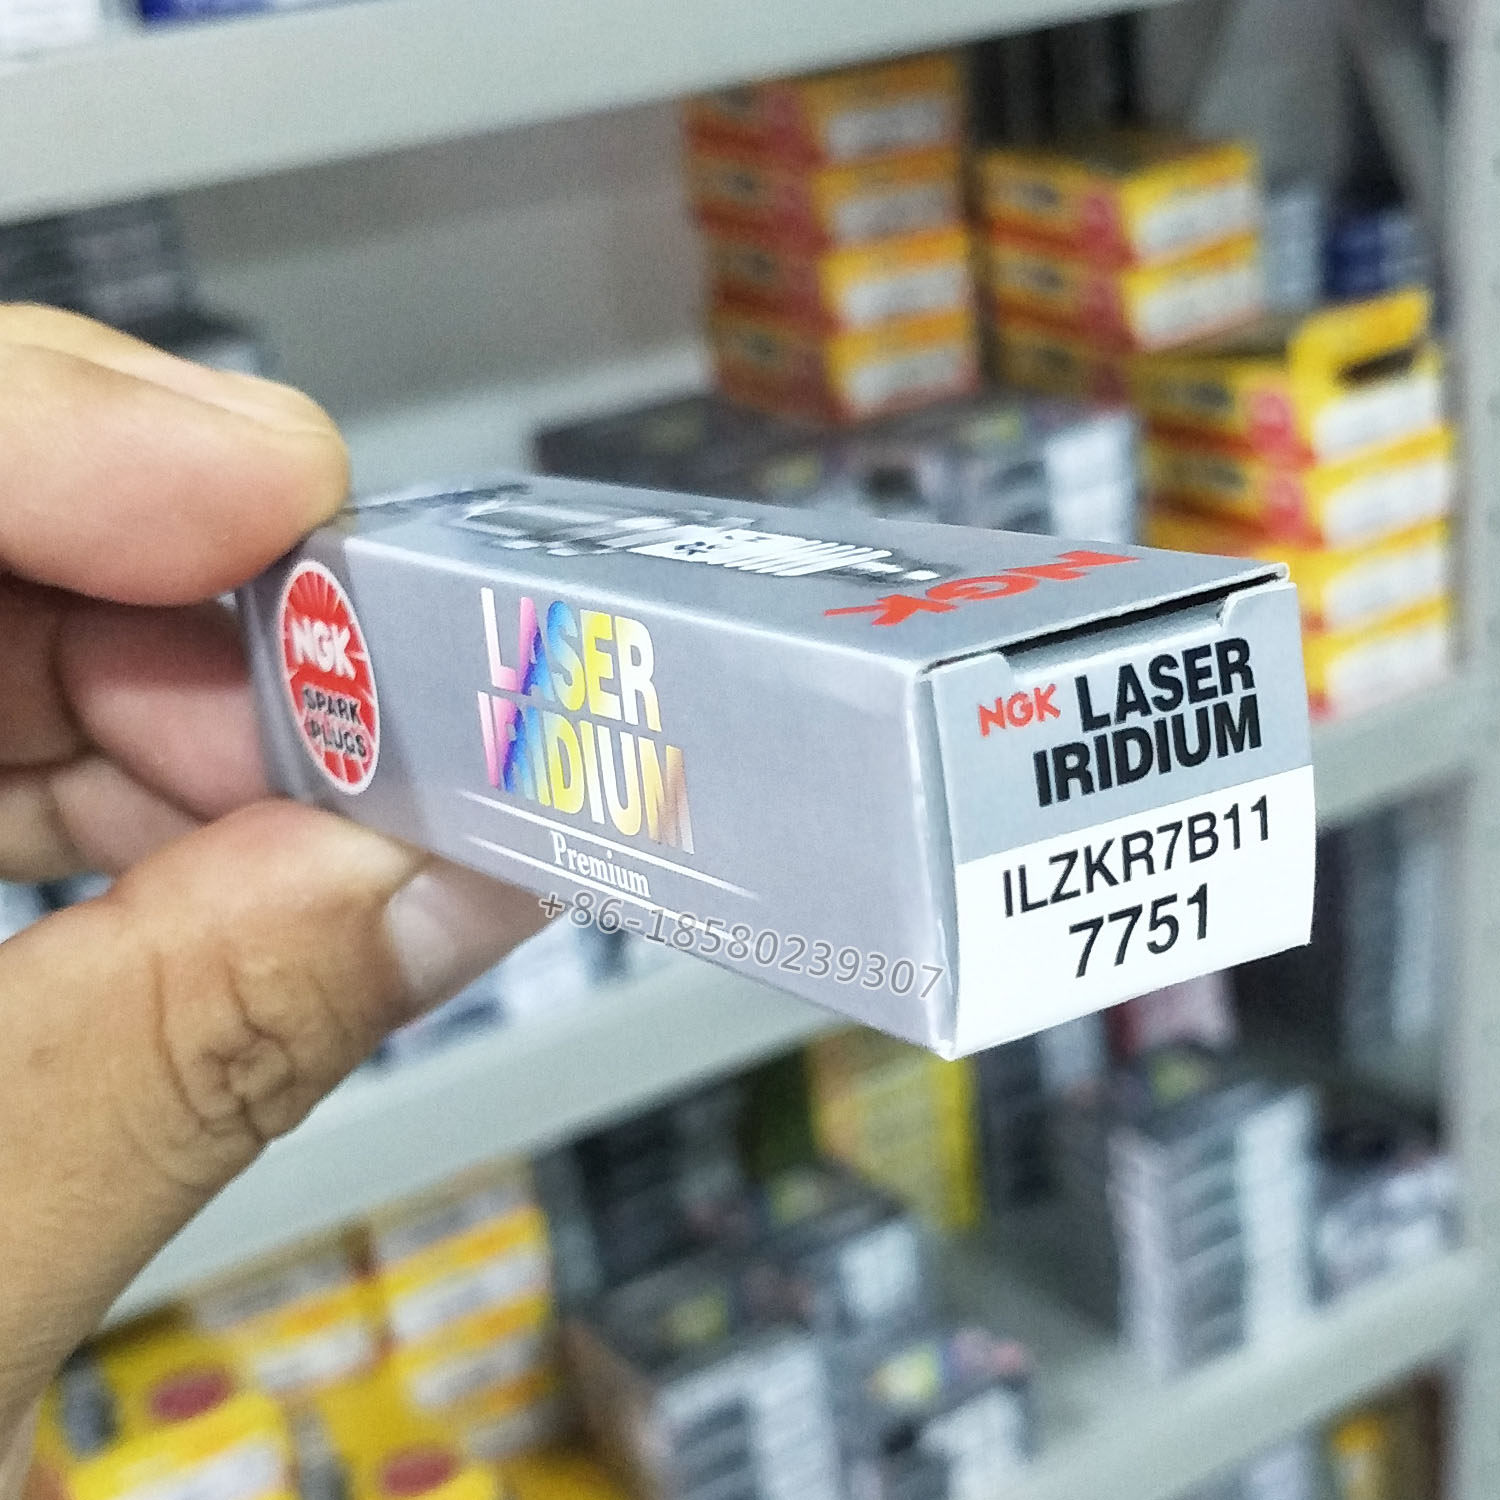 NGK
NGK
SPARK
PLUGS
LASER
IRIDIUM
Premium
+86-18580239307
NGK LASER
IRIDIUM
ILZKR7B11
7751